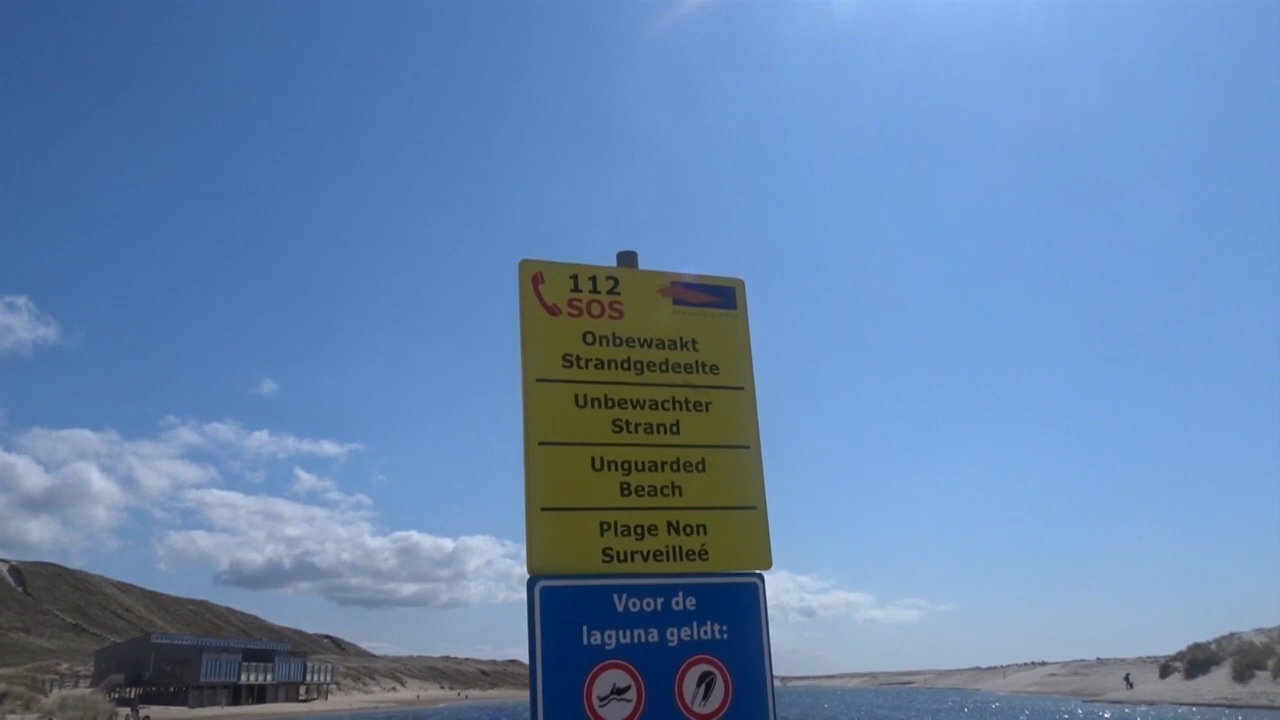 112
SOS
Onbewaakt
Strandgedeelte
Unbewachter
Strand
Unguarded
Beach
Plage Non
Surveilleé
Voor de
laguna geldt: